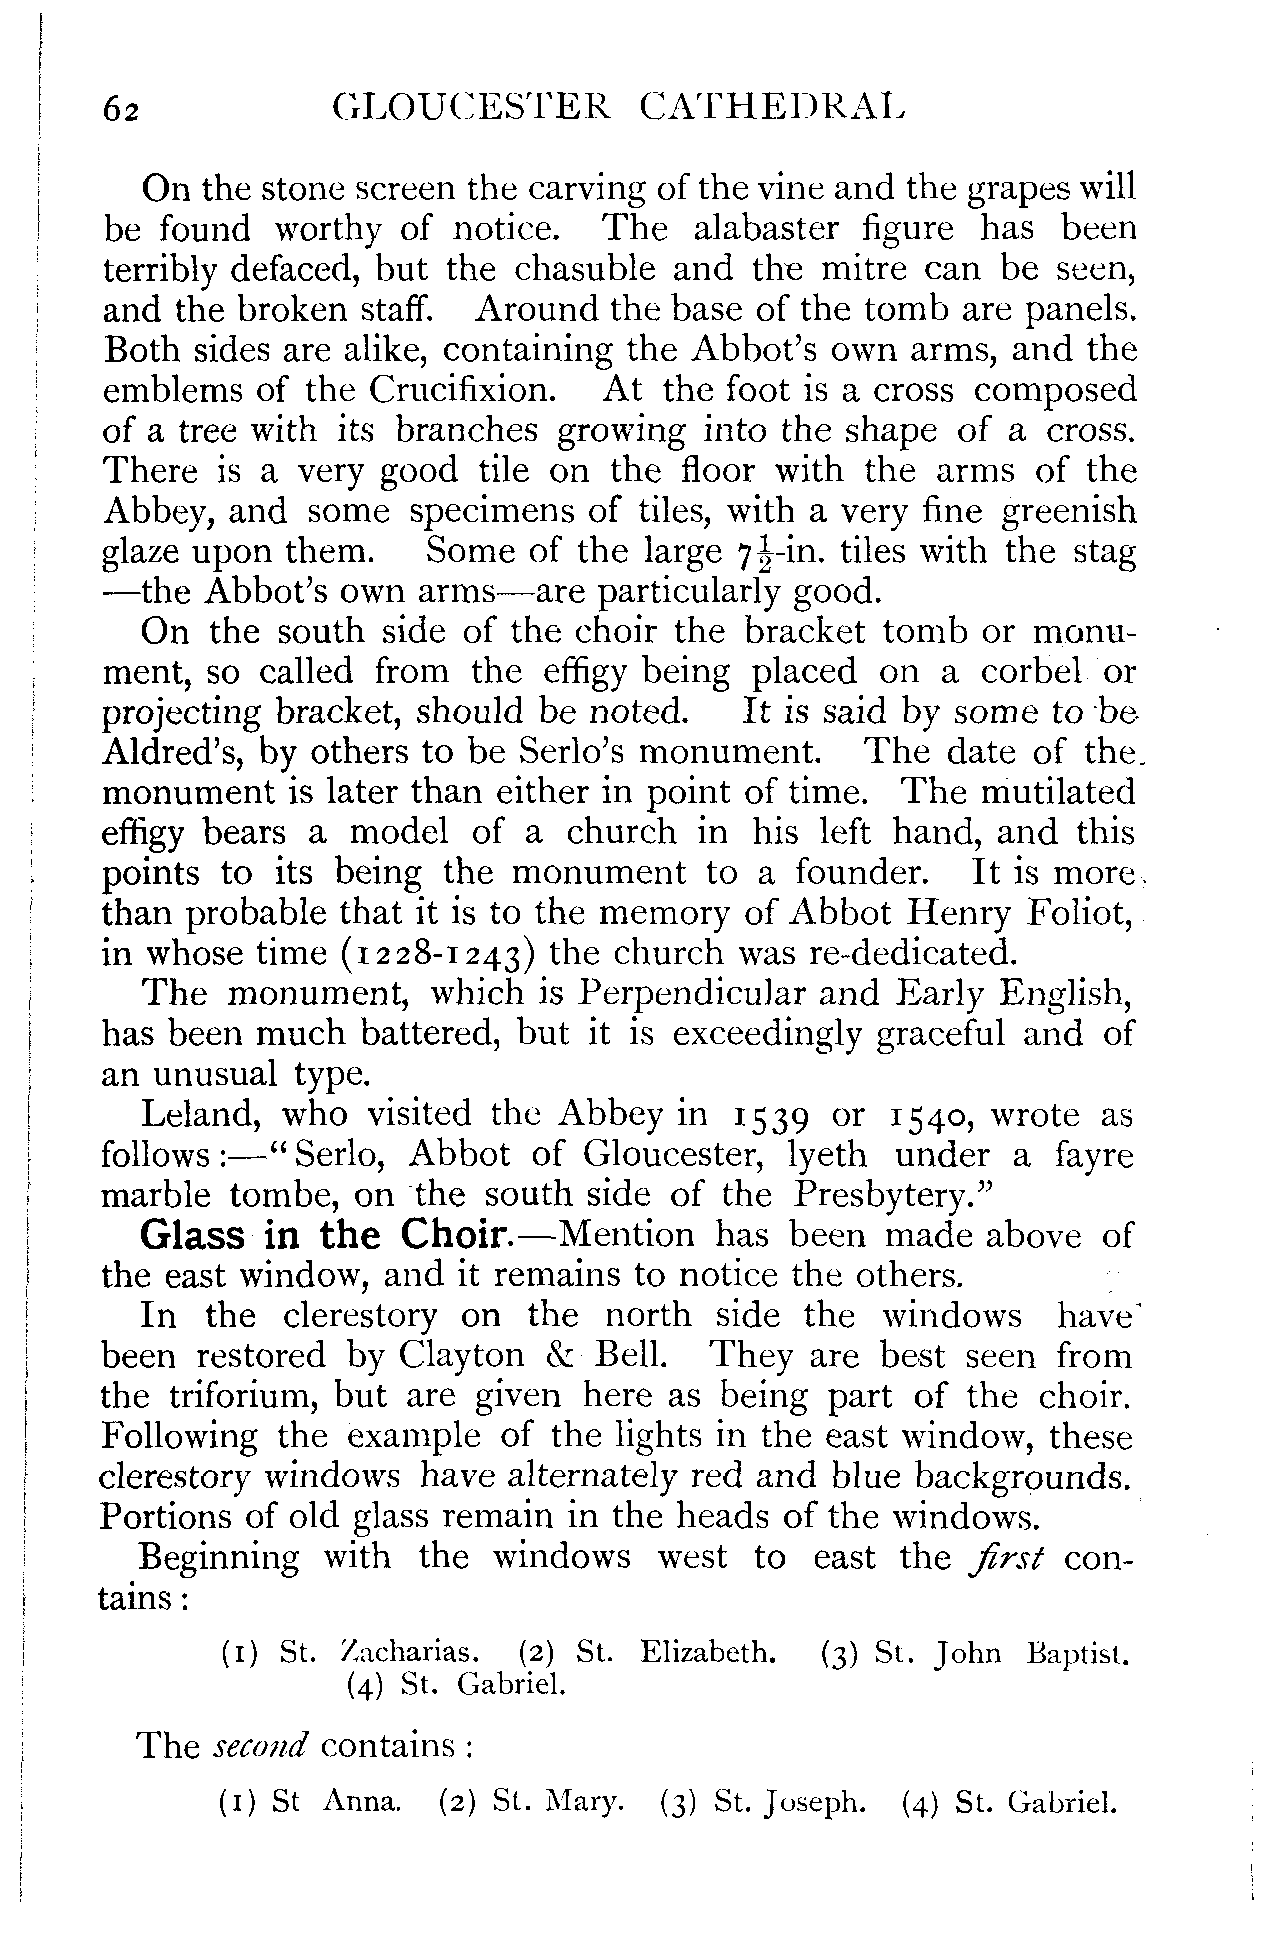 62 GLOUCESTER CATHEDRAL
On the stone screen the carving of the vine and the grapes will
be found worthy of notice. The alabaster figure has been
terribly defaced, but the chasuble and the mitre can be seen,
and the broken staff. Around the base of the tomb are panels.
Both sides are alike, containing the Abbot's own arms, and the
emblems of the Crucifixion. At the foot is a cross composed
of a tree with its branches growing into the shape of a cross.
There is a very good tile on the floor with the arms of the
Abbey, and some specimens of tiles, with a very fine greenish
glaze upon them. Some of the large 7½-in. tiles with the stag
—the Abbot's own arms—are particularly good.
On the south side of the choir the bracket tomb or monu-
ment, so called from the effigy being placed on a corbel or
projecting bracket, should be noted. It is said by some to be
Aldred's, by others to be Serlo's monument. The date of the
monument is later than either in point of time. The mutilated
effigy bears a model of a church in his left hand, and this
points to its being the monument to a founder. It is more
than probable that it is to the memory of Abbot Henry Foliot,
in whose time (1228-1243) the church was re-dedicated.
The monument, which is Perpendicular and Early English,
has been much battered, but it is exceedingly graceful and of
an unusual type.
Leland, who visited the Abbey in 1539 or 1540, wrote as
follows :—“Serlo, Abbot of Gloucester, lyeth under a fayre
marble tombe, on the south side of the Presbytery.”
Glass in the Choir.—Mention has been made above of
the east window, and it remains to notice the others.
In the clerestory on the north side the windows have
been restored by Clayton & Bell. They are best seen from
the triforium, but are given here as being part of the choir.
Following the example of the lights in the east window, these
clerestory windows have alternately red and blue backgrounds.
Portions of old glass remain in the heads of the windows.
Beginning with the windows west to east the first con-
tains :
(1) St. Zacharias. (2) St. Elizabeth. (3) St. John Baptist.
(4) St. Gabriel.
The second contains :
(1) St Anna. (2) St. Mary. (3) St. Joseph. (4) St. Gabriel.